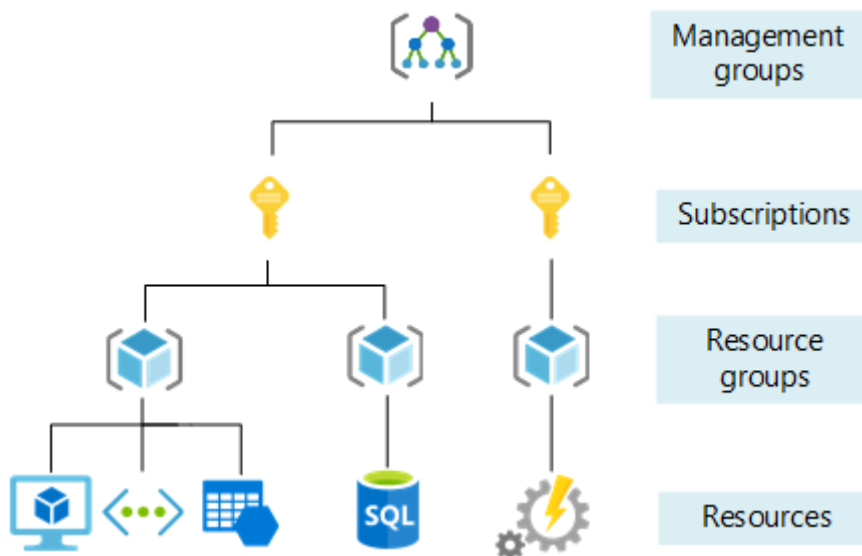 Management
groups
Subscriptions
Resource
groups
SQL
Resources